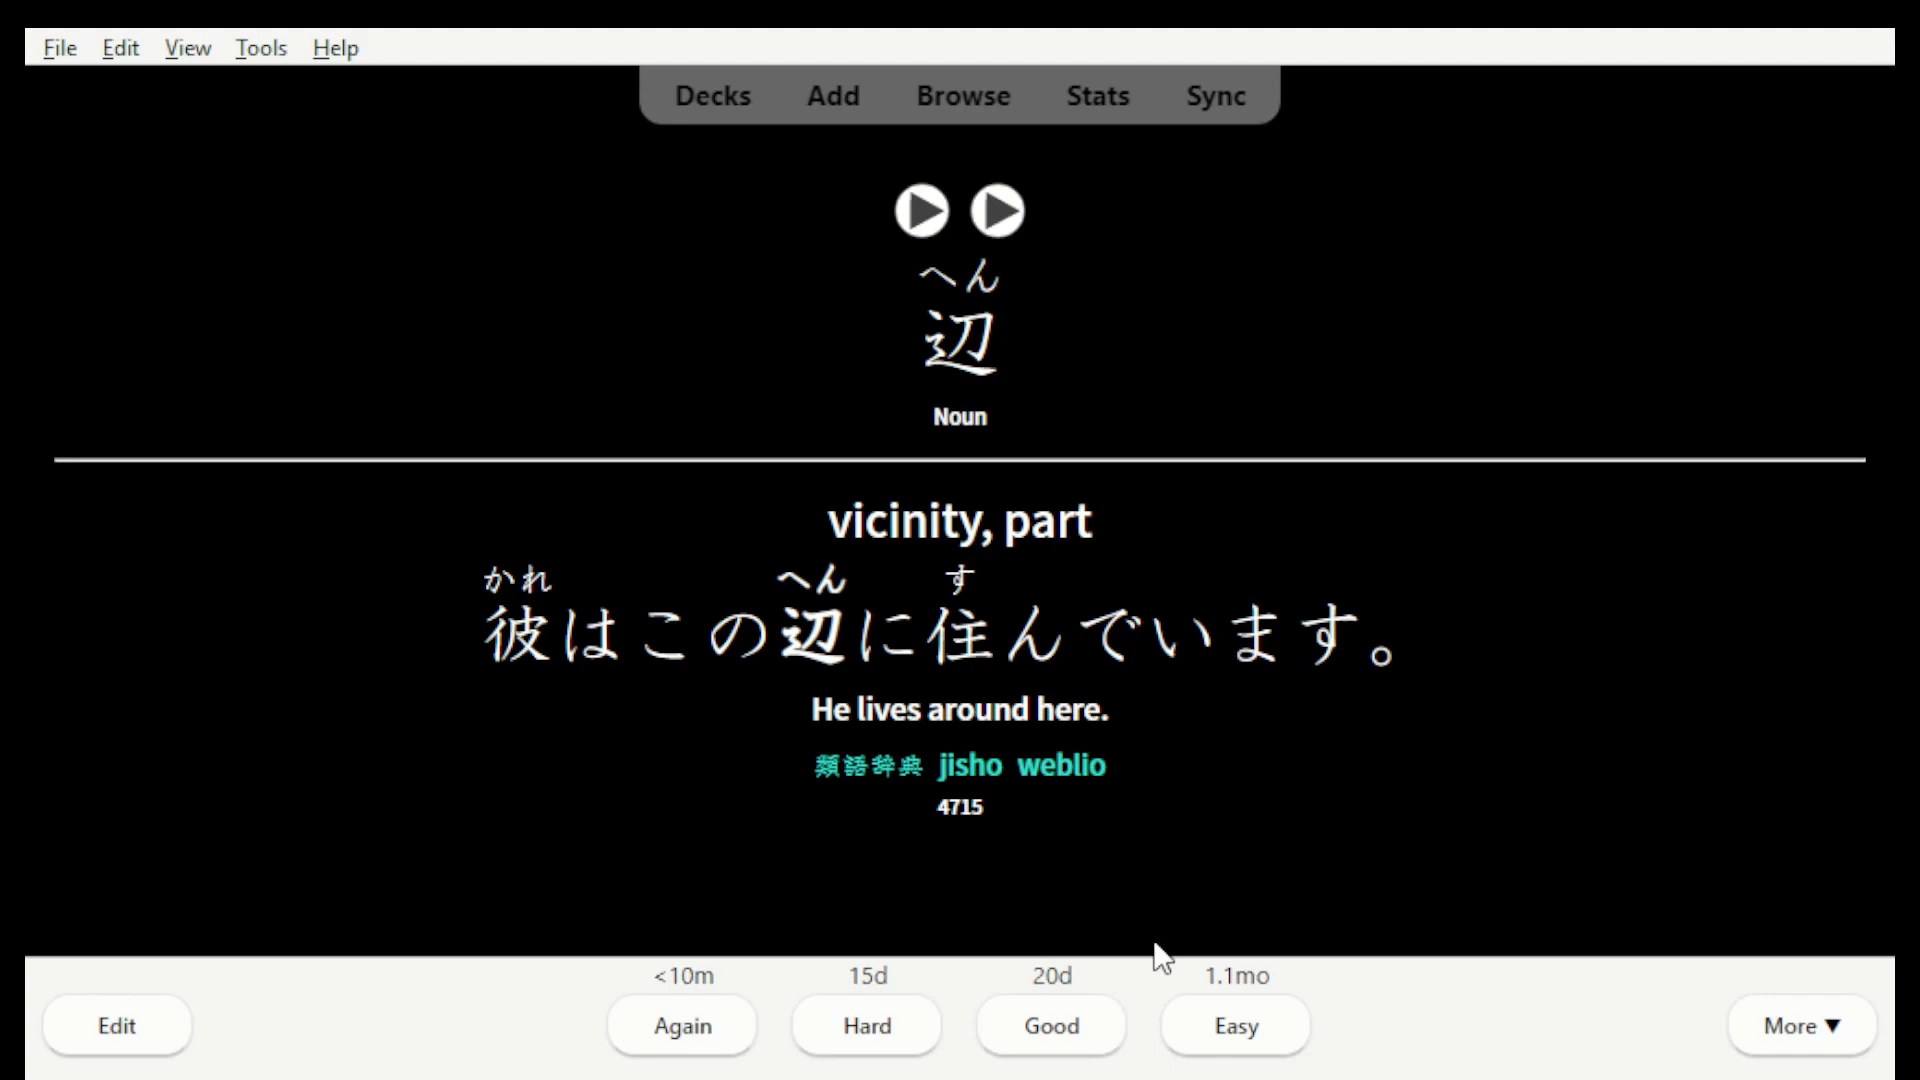 File Edit View Tools Help
Decks Add Browse Stats Sync
へん
辺
Noun
vicinity, part
かれ へん す
彼はこの辺に住んでいます。
He lives around here.
類語辞典 jisho weblio
4715
<10m 15d 20d 1.1mo
Edit Again Hard Good Easy More ▼